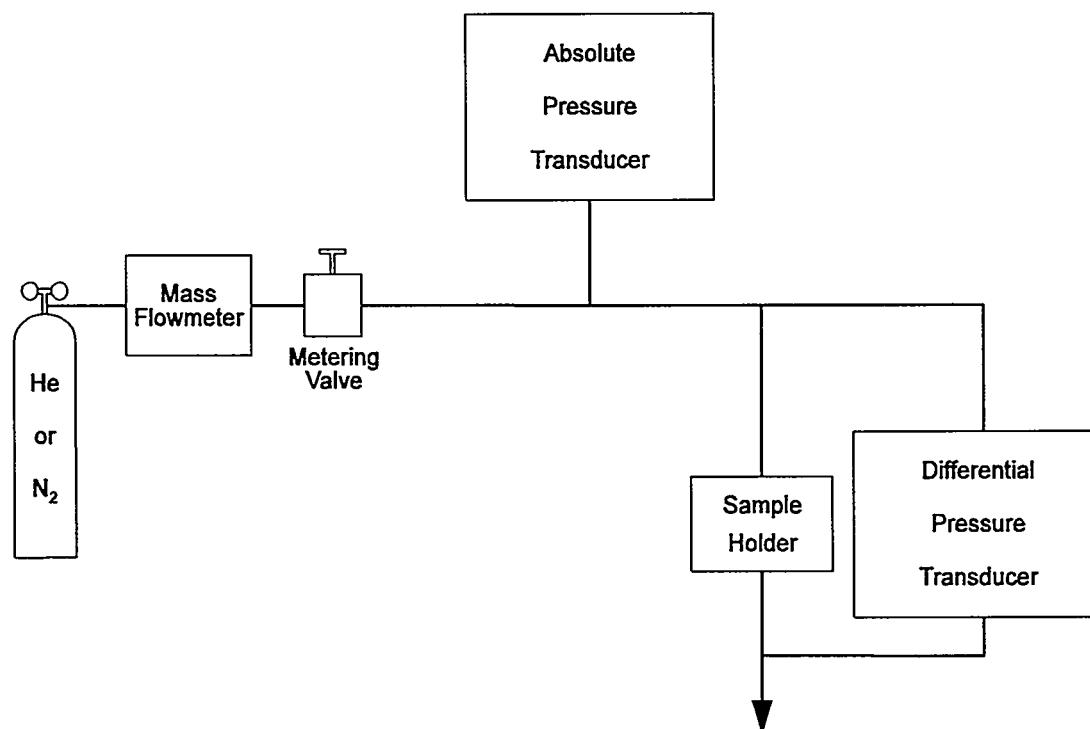 Absolute
Pressure
Transducer
Mass
Flowmeter
Metering
Valve
He
or
N₂
Sample
Holder
Differential
Pressure
Transducer